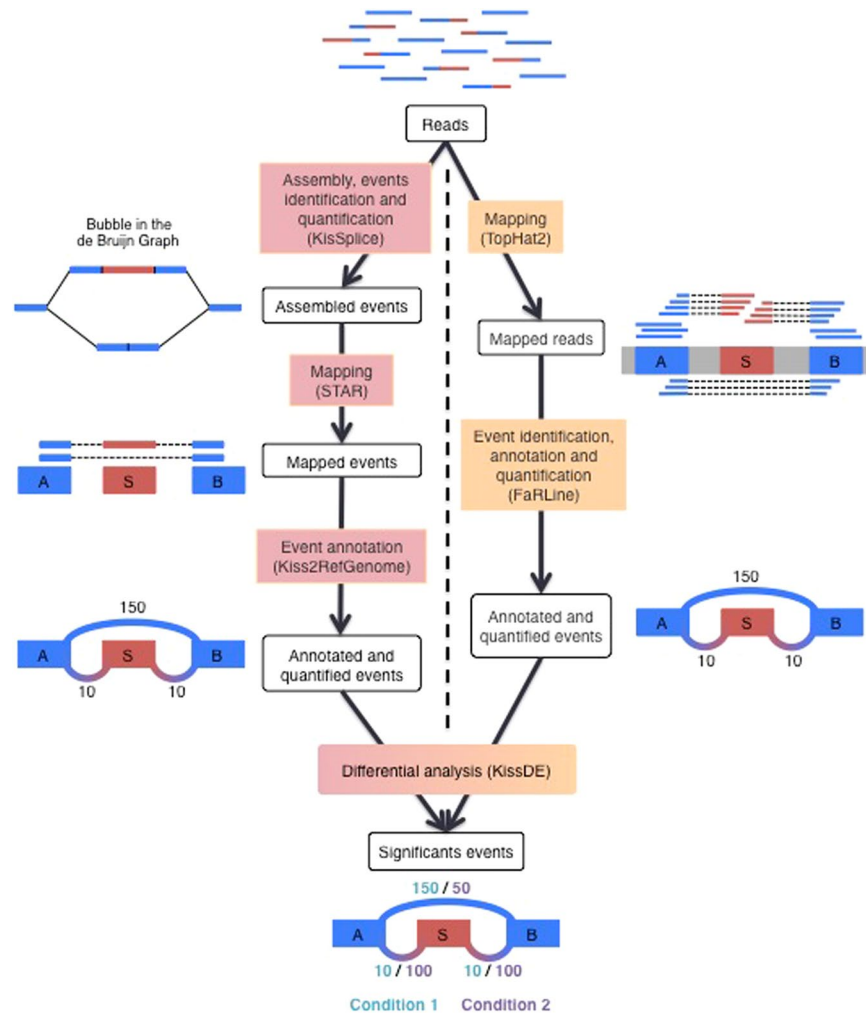 Reads
Assembly, events
identification and
quantification
(KisSplice)
Mapping
(TopHat2)
Bubble in the
de Bruijn Graph
Assembled events
Mapped reads
A S B
Mapping
(STAR)
Event identification,
annotation and
quantification
(FaRLine)
Mapped events
A S B
Event annotation
(Kiss2RefGenome)
150
A S B
10 10
Annotated and
quantified events
Annotated and
quantified events
150
A S B
10 10
Differential analysis (KissDE)
Significants events
150 / 50
A S B
10 / 100 10 / 100
Condition 1 Condition 2